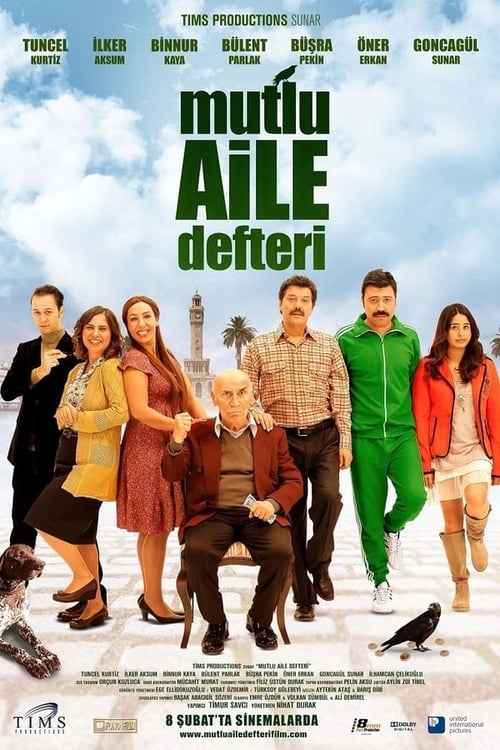 TIMS PRODUCTIONS SUNAR
TUNCEL KURTİZ
İLKER AKSUM
BİNNUR KAYA
BÜLENT PARLAK
BÜŞRA PEKİN
ÖNER ERKAN
GONCAGÜL SUNAR
mutlu
AiLE
defteri
TIMS PRODUCTIONS SUNAR "MUTLU AİLE DEFTERİ"
TUNCEL KURTİZ İLKER AKSUM BİNNUR KAYA BÜLENT PARLAK BÜŞRA PEKİN ÖNER ERKAN GONCAGÜL SUNAR İLHAMCAN ÇELİKOĞLU
YAPIMCI TİMUR SAVCI YÖNETMEN NİHAT DURAK
8 ŞUBAT'TA SİNEMALARDA
www.mutluailedefterifilm.com
TIMS
PRODUCTIONS
DOLBY
DIGITAL
united international pictures